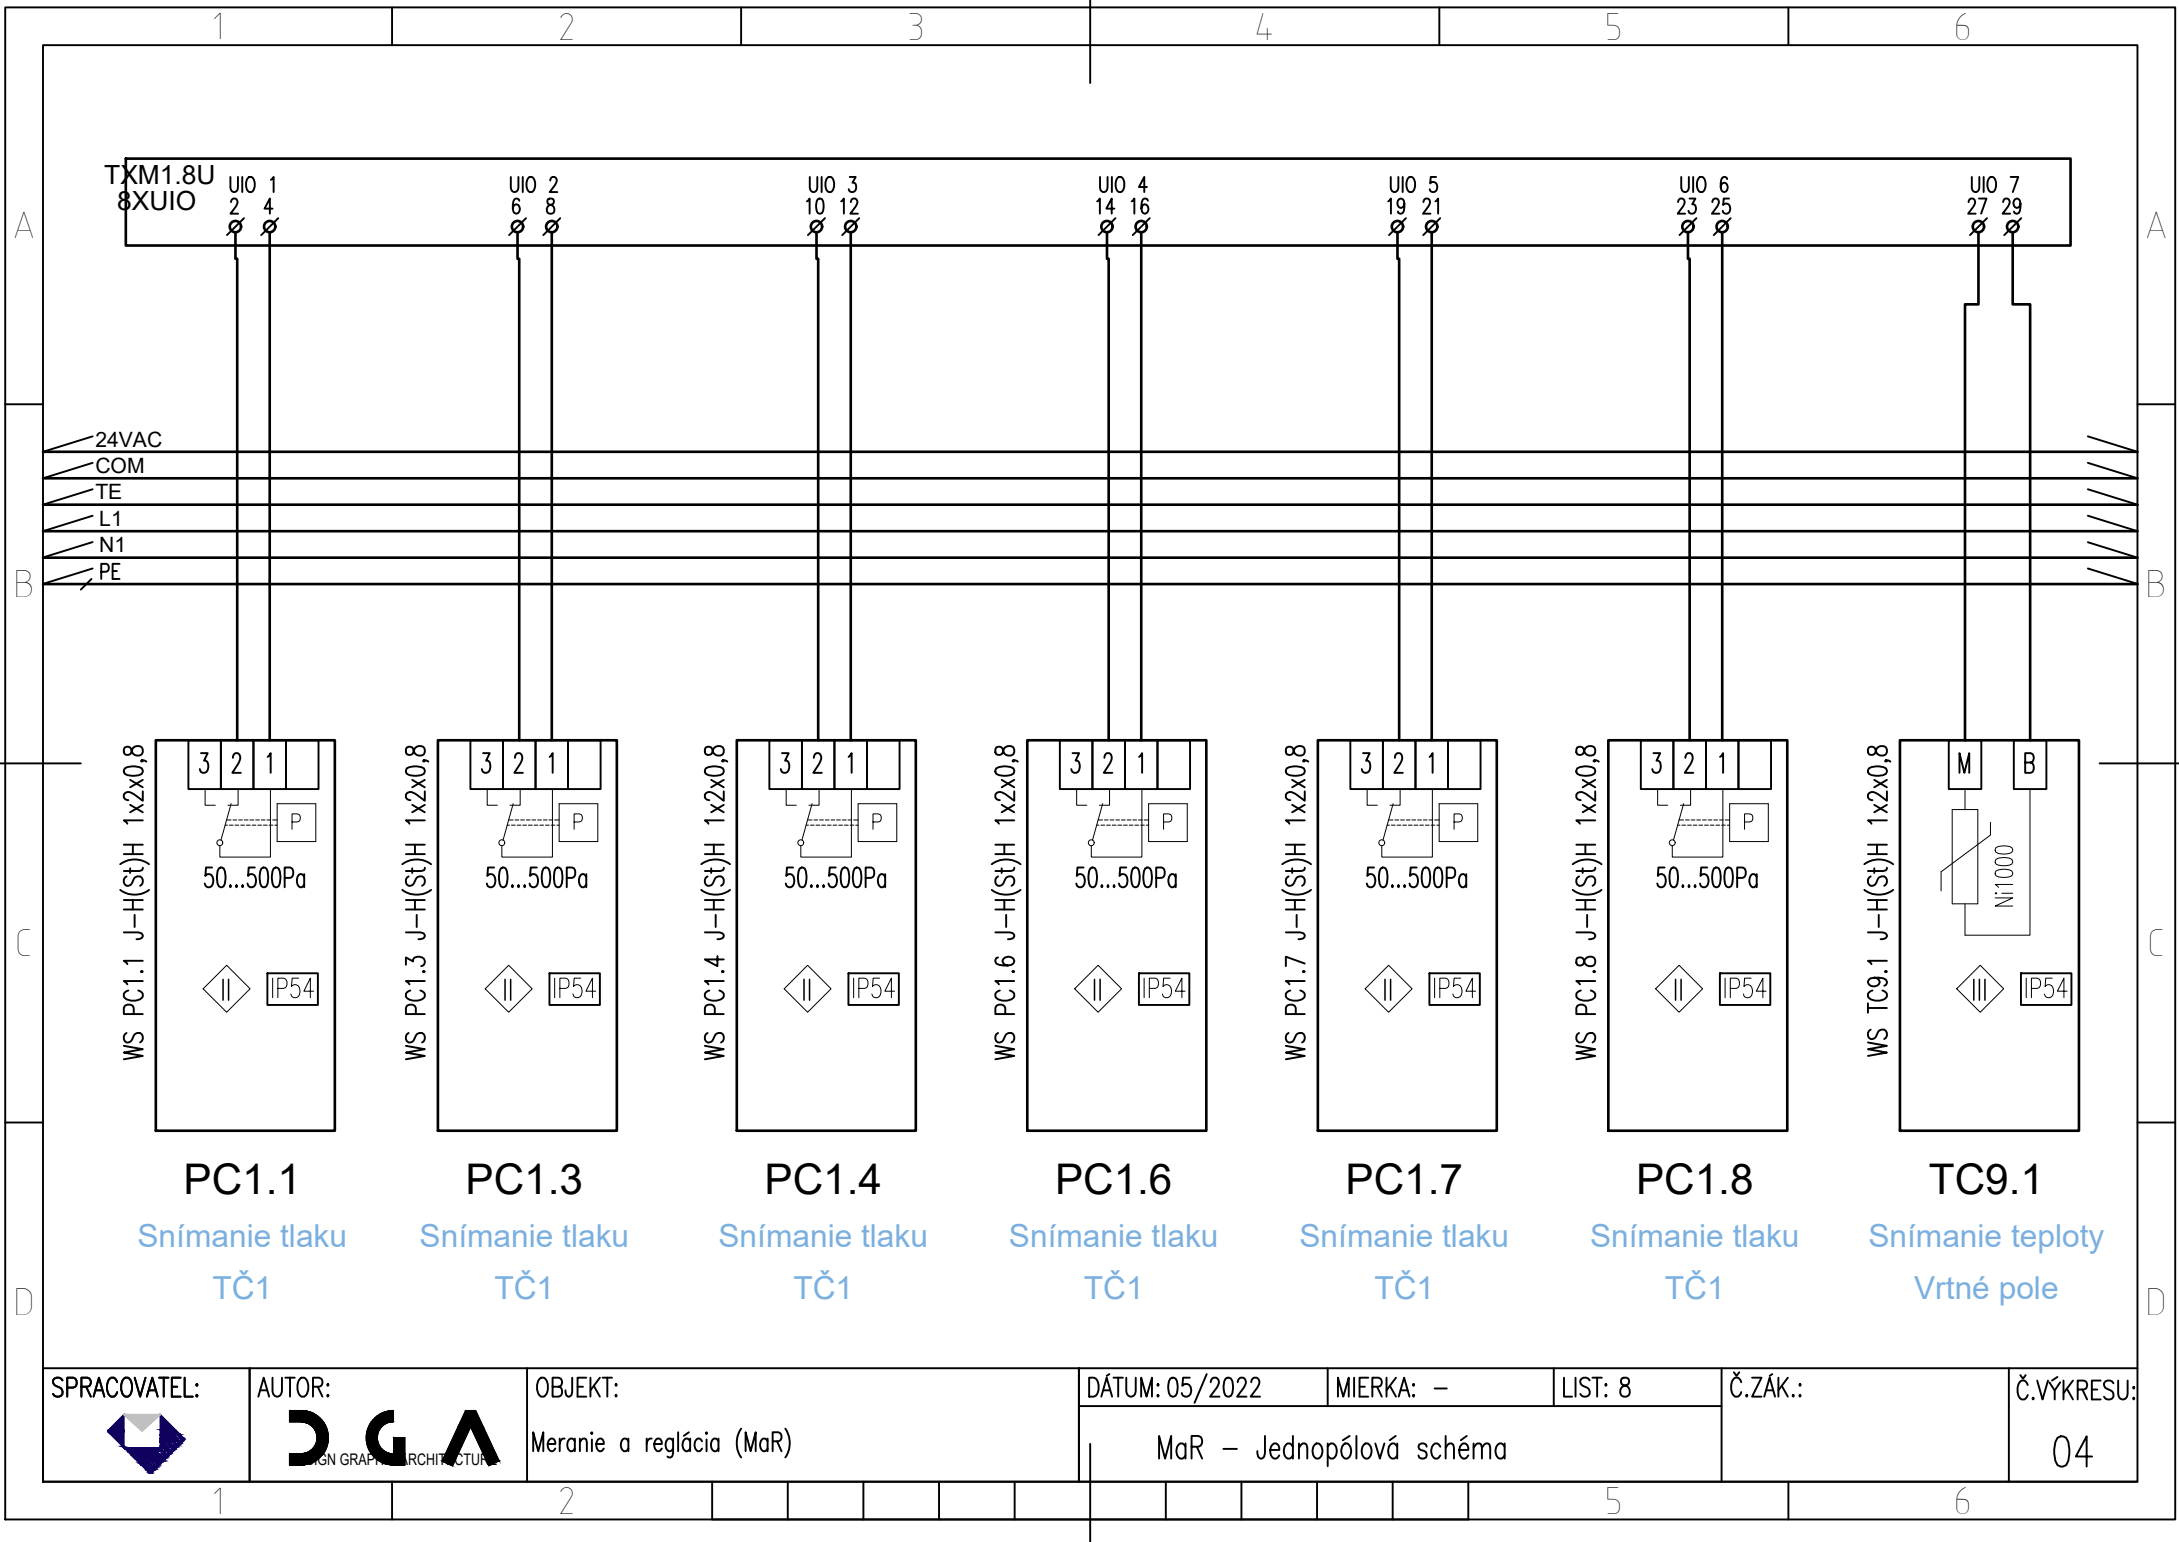 1 2 3 4 5 6
TXM1.8U
8XUIO
UIO 1 UIO 2 UIO 3 UIO 4 UIO 5 UIO 6 UIO 7
2 4 6 8 10 12 14 16 19 21 23 25 27 29
A A
24VAC
COM
TE
L1
N1
PE
B B
WS PC1.1 J-H(St)H 1x2x0,8
3 2 1
P
50...500Pa
II IP54
WS PC1.3 J-H(St)H 1x2x0,8
3 2 1
P
50...500Pa
II IP54
WS PC1.4 J-H(St)H 1x2x0,8
3 2 1
P
50...500Pa
II IP54
WS PC1.6 J-H(St)H 1x2x0,8
3 2 1
P
50...500Pa
II IP54
WS PC1.7 J-H(St)H 1x2x0,8
3 2 1
P
50...500Pa
II IP54
WS PC1.8 J-H(St)H 1x2x0,8
3 2 1
P
50...500Pa
II IP54
WS TC9.1 J-H(St)H 1x2x0,8
M B
Ni1000
III IP54
C C
PC1.1 PC1.3 PC1.4 PC1.6 PC1.7 PC1.8 TC9.1
Snímanie tlaku Snímanie tlaku Snímanie tlaku Snímanie tlaku Snímanie tlaku Snímanie tlaku Snímanie teploty
TČ1 TČ1 TČ1 TČ1 TČ1 TČ1 Vrtné pole
D D
SPRACOVATEL: AUTOR: OBJEKT: DÁTUM: 05/2022 MIERKA: – LIST: 8 Č.ZÁK.: Č.VÝKRESU:
DGA
Meranie a reglácia (MaR) MaR – Jednopólová schéma 04
1 2 5 6